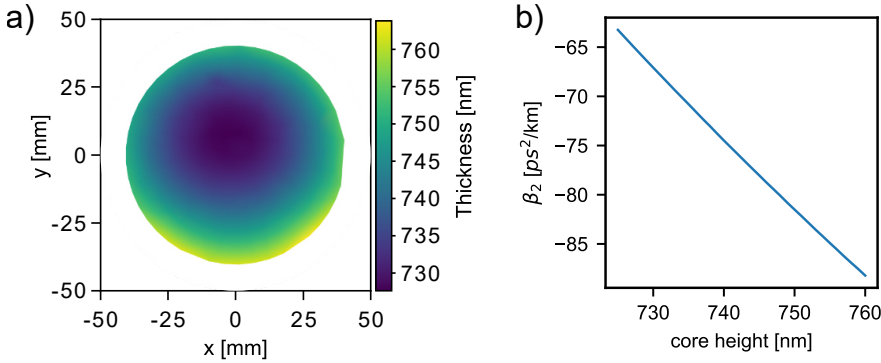 a)
50
25
0
-25
-50
y [mm]
-50 -25 0 25 50
x [mm]
760
755
750
745
740
735
730
Thickness [nm]
b)
−65
−70
−75
−80
−85
β₂ [ps²/km]
730 740 750 760
core height [nm]